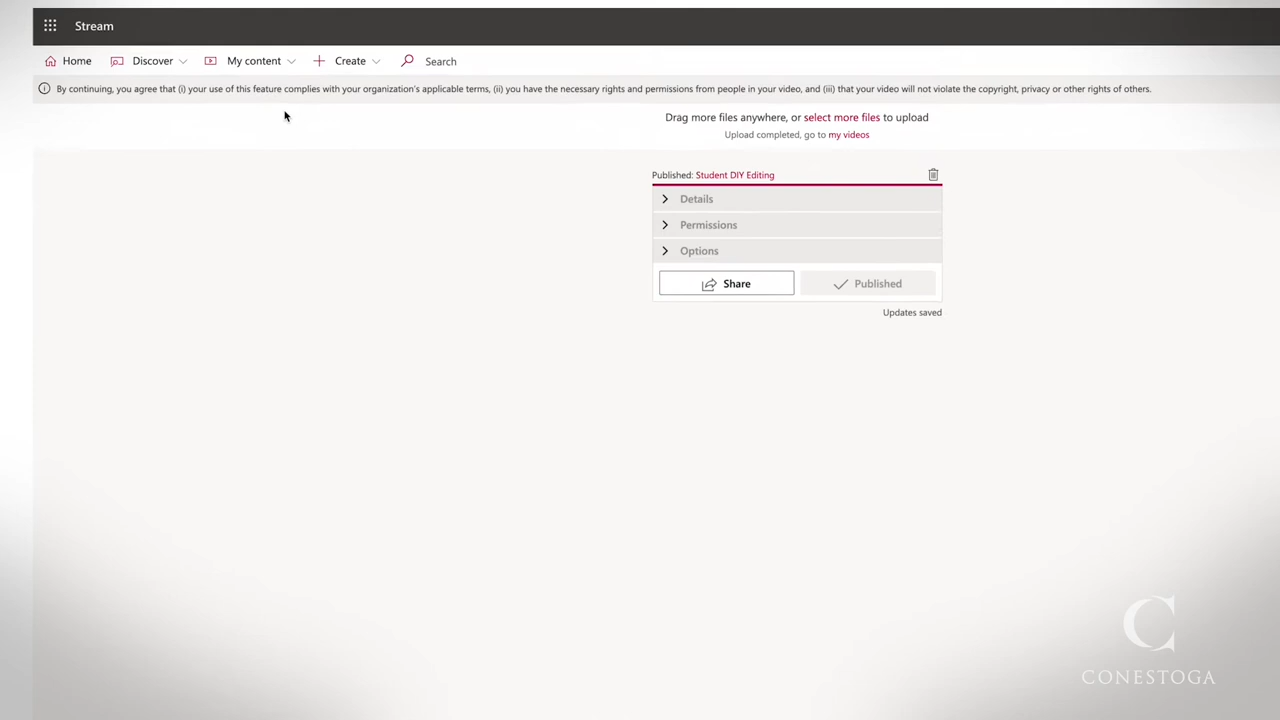 Stream
Home Discover My content Create Search
By continuing, you agree that (i) your use of this feature complies with your organization's applicable terms, (ii) you have the necessary rights and permissions from people in your video, and (iii) that your video will not violate the copyright, privacy or other rights of others.
Drag more files anywhere, or select more files to upload
Upload completed, go to my videos
Published: Student DIY Editing
Details
Permissions
Options
Share Published
Updates saved
CONESTOGA